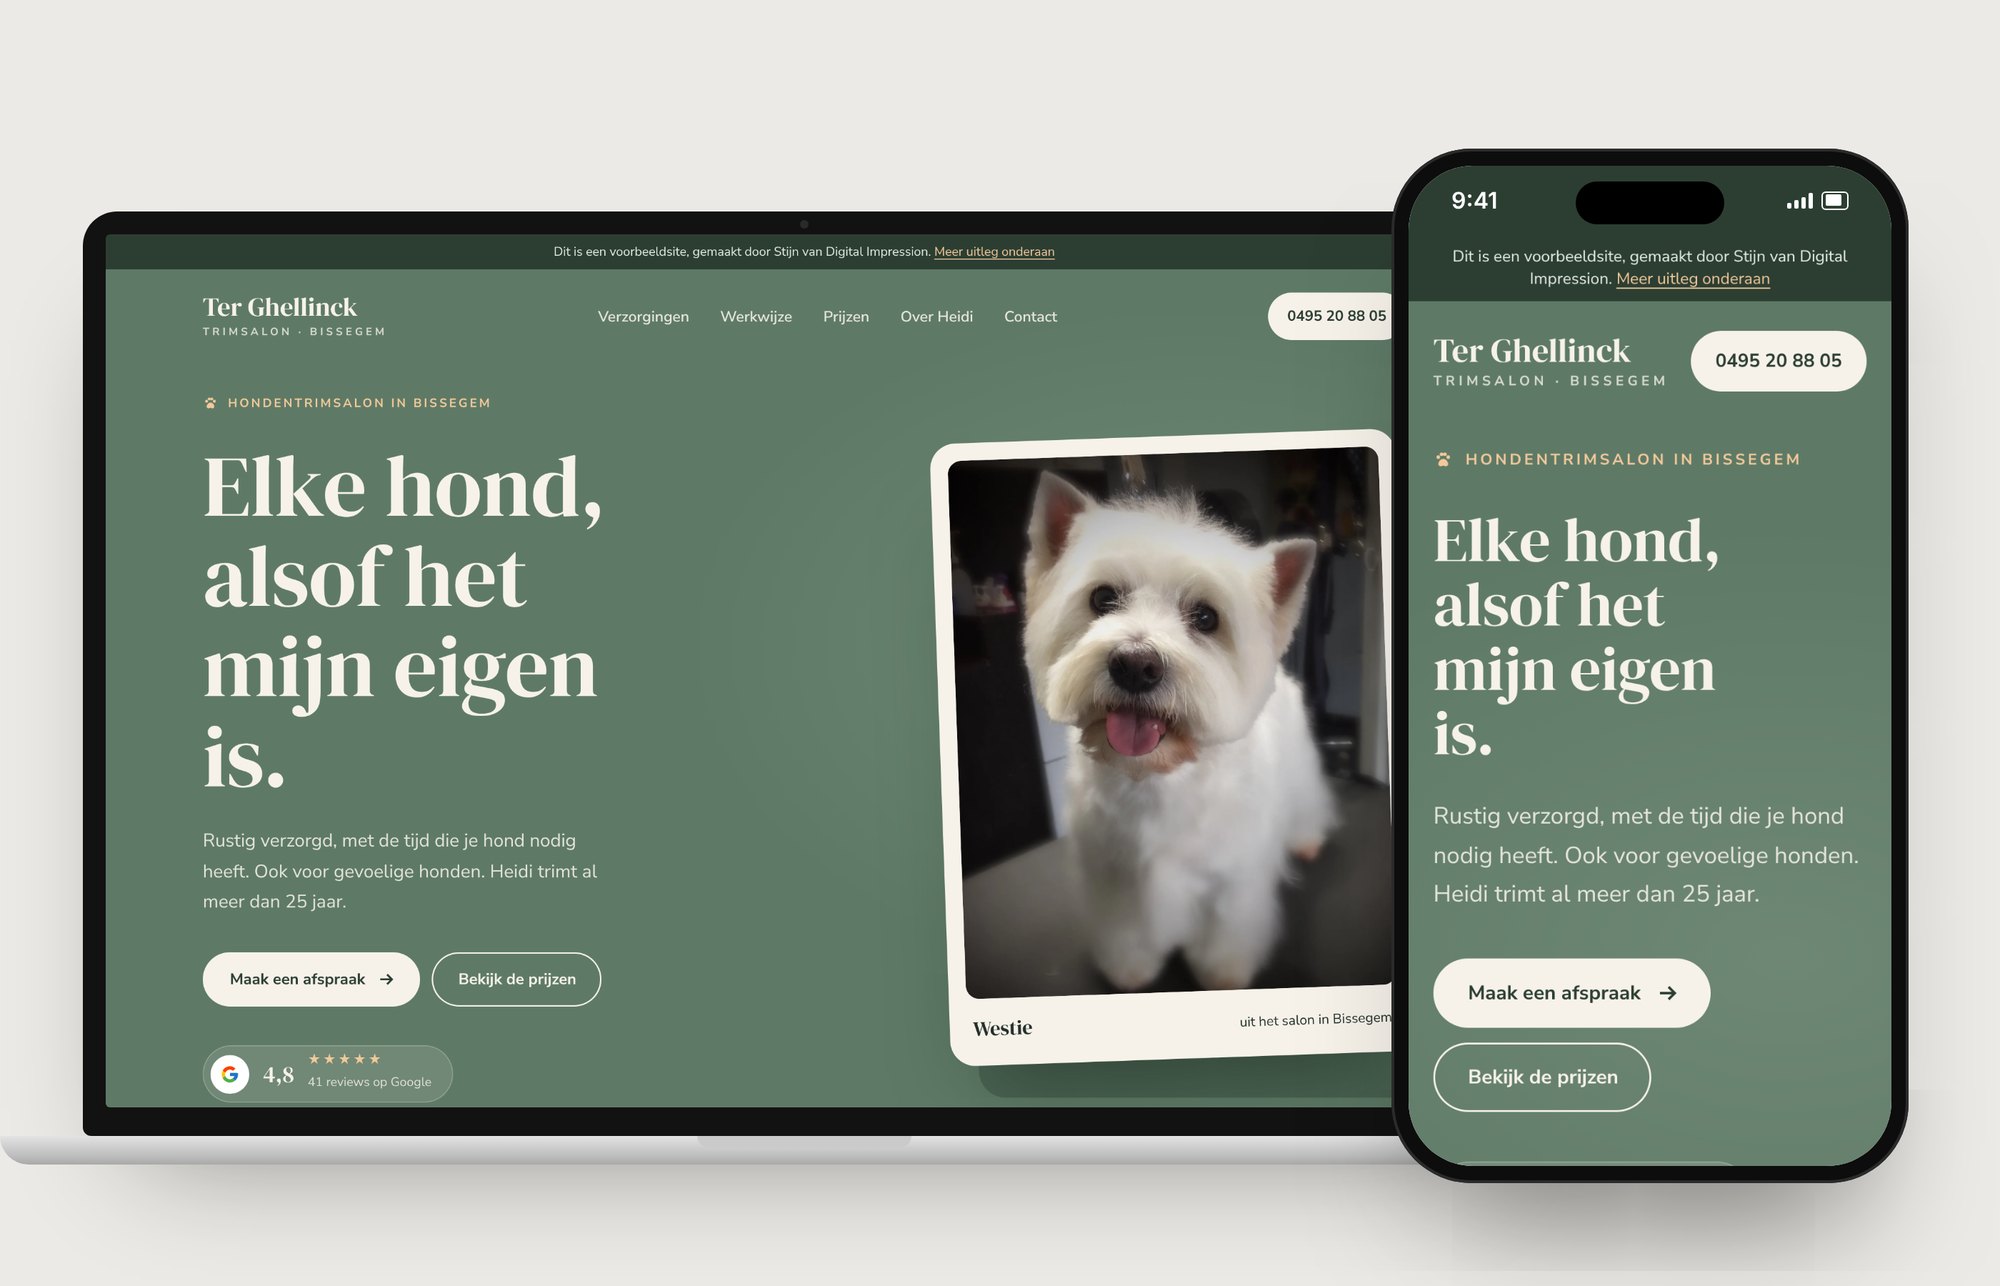 Dit is een voorbeeldsite, gemaakt door Stijn van Digital Impression. Meer uitleg onderaan
Ter Ghellinck
TRIMSALON · BISSEGEM
Verzorgingen
Werkwijze
Prijzen
Over Heidi
Contact
0495 20 88 05
HONDENTRIMSALON IN BISSEGEM
Elke hond,
alsof het
mijn eigen
is.
Rustig verzorgd, met de tijd die je hond nodig
heeft. Ook voor gevoelige honden. Heidi trimt al
meer dan 25 jaar.
Maak een afspraak →
Bekijk de prijzen
G
4,8
★★★★★
41 reviews op Google
Westie
uit het salon in Bissegem
9:41
Dit is een voorbeeldsite, gemaakt door Stijn van Digital
Impression. Meer uitleg onderaan
Ter Ghellinck
TRIMSALON · BISSEGEM
0495 20 88 05
HONDENTRIMSALON IN BISSEGEM
Elke hond,
alsof het
mijn eigen
is.
Rustig verzorgd, met de tijd die je hond
nodig heeft. Ook voor gevoelige honden.
Heidi trimt al meer dan 25 jaar.
Maak een afspraak →
Bekijk de prijzen